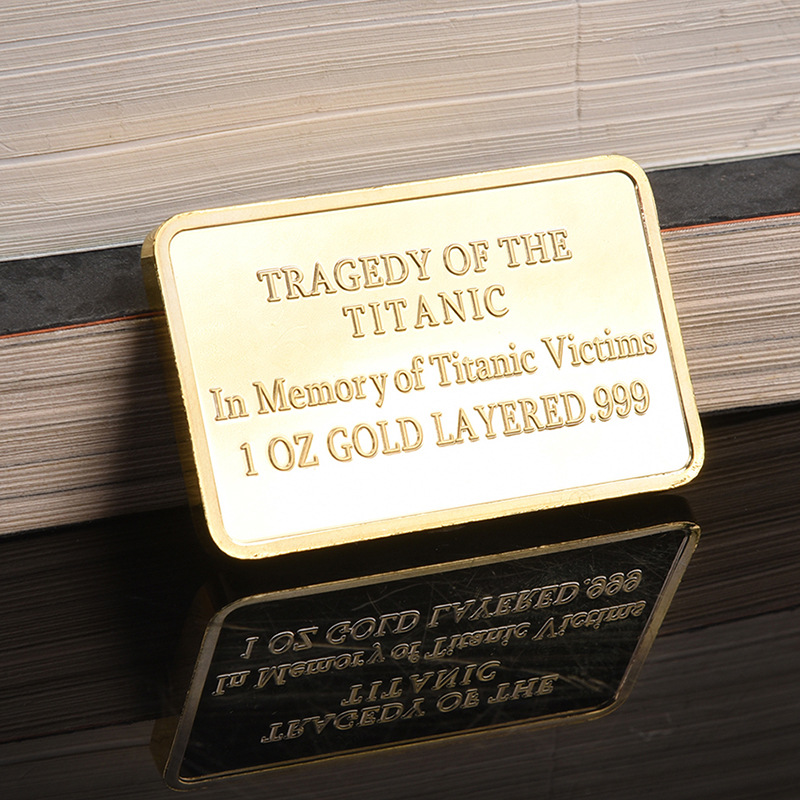 TRAGEDY OF THE
TITANIC
In Memory of Titanic Victims
1 OZ GOLD LAYERED.999